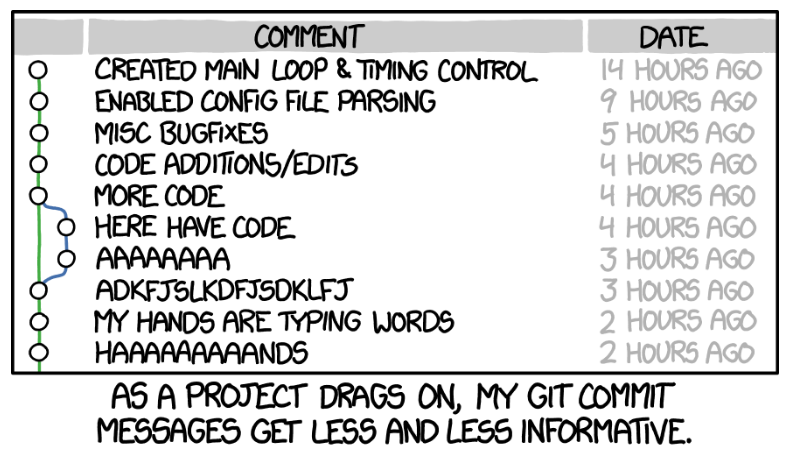 COMMENT DATE
CREATED MAIN LOOP & TIMING CONTROL 14 HOURS AGO
ENABLED CONFIG FILE PARSING 9 HOURS AGO
MISC BUGFIXES 5 HOURS AGO
CODE ADDITIONS/EDITS 4 HOURS AGO
MORE CODE 4 HOURS AGO
HERE HAVE CODE 4 HOURS AGO
AAAAAAAA 3 HOURS AGO
ADKFJSLKDFJSDKLFJ 3 HOURS AGO
MY HANDS ARE TYPING WORDS 2 HOURS AGO
HAAAAAAAAANDS 2 HOURS AGO
AS A PROJECT DRAGS ON, MY GIT COMMIT
MESSAGES GET LESS AND LESS INFORMATIVE.